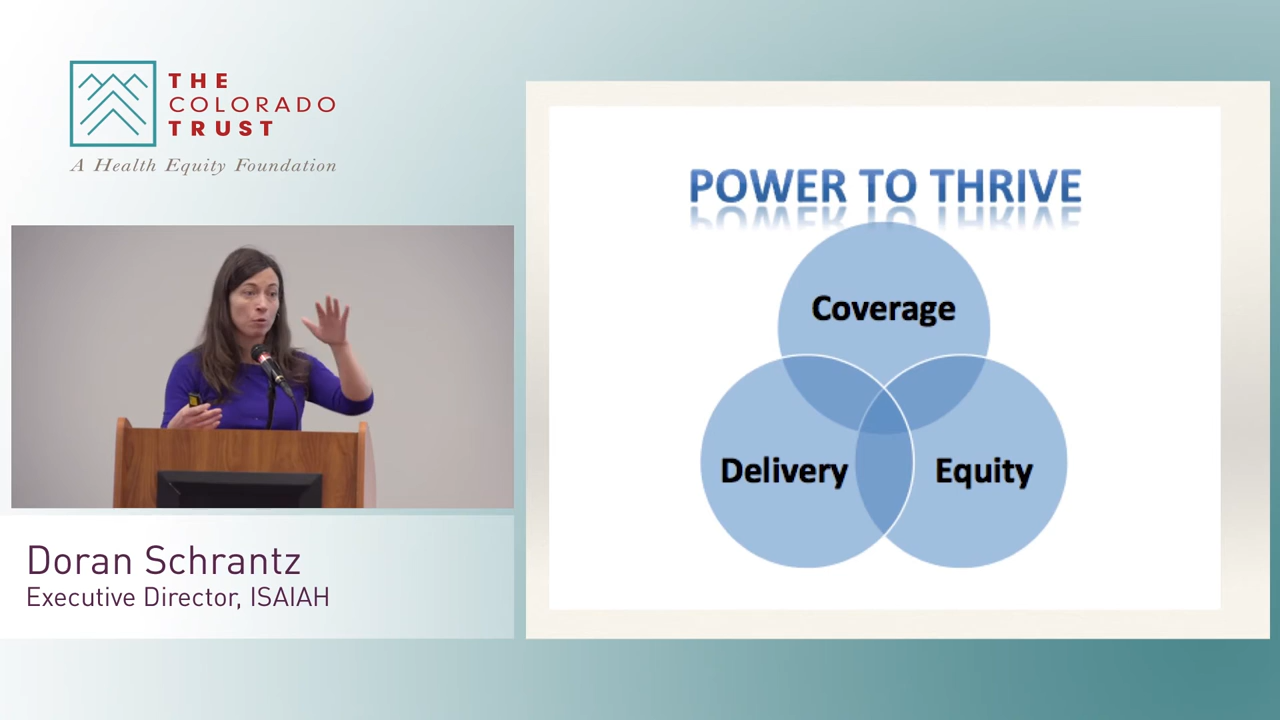 THE
COLORADO
TRUST
A Health Equity Foundation
Doran Schrantz
Executive Director, ISAIAH
POWER TO THRIVE
Coverage
Delivery
Equity